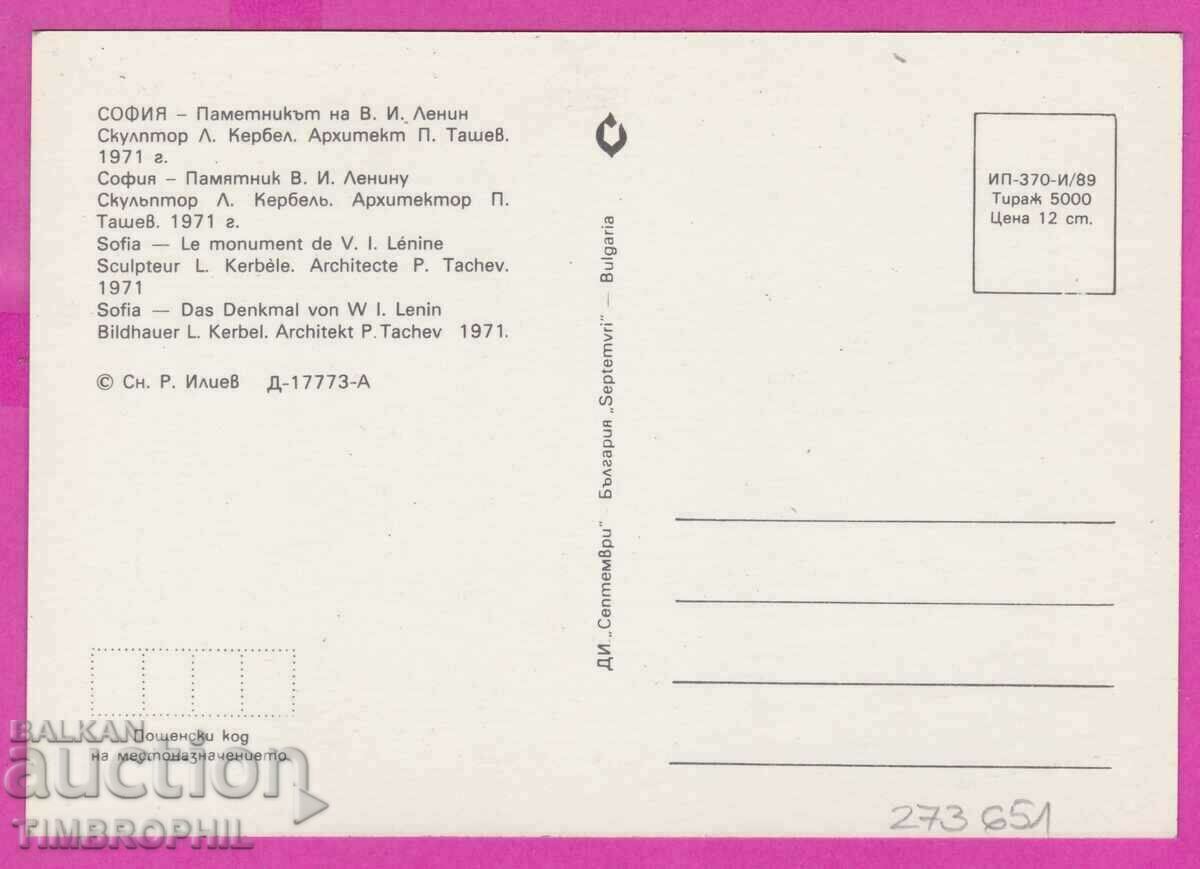 СОФИЯ – Паметникът на В. И. Ленин
Скулптор Л. Кербел. Архитект П. Ташев.
1971 г.
София – Памятник В. И. Ленину
Скульптор Л. Кербель. Архитектор П.
Ташев. 1971 г.
Sofia — Le monument de V. I. Lénine
Sculpteur L. Kerbèle. Architecte P. Tachev.
1971
Sofia — Das Denkmal von W I. Lenin
Bildhauer L. Kerbel. Architekt P. Tachev 1971.
© Сн. Р. Илиев Д-17773-А
ДИ „Септември" България „Septemvri" — Bulgaria
ИП-370-И/89
Тираж 5000
Цена 12 ст.
Пощенски код
на местоназначението
BALKAN
auction
TIMBROPHIL
273 651